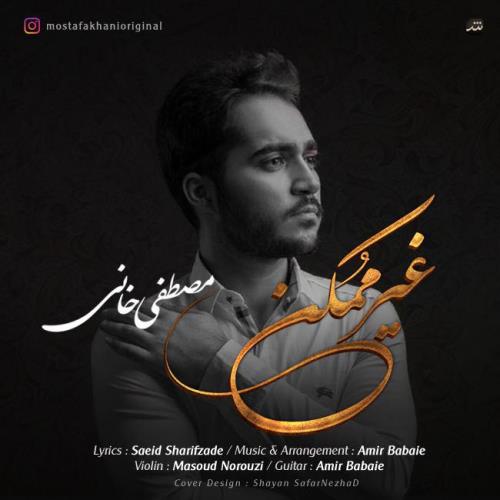 mostafakhanioriginal
غیر ممکن
مصطفی خانی
Lyrics : Saeid Sharifzade / Music & Arrangement : Amir Babaie
Violin : Masoud Norouzi / Guitar : Amir Babaie
Cover Design : Shayan SafarNezhaD